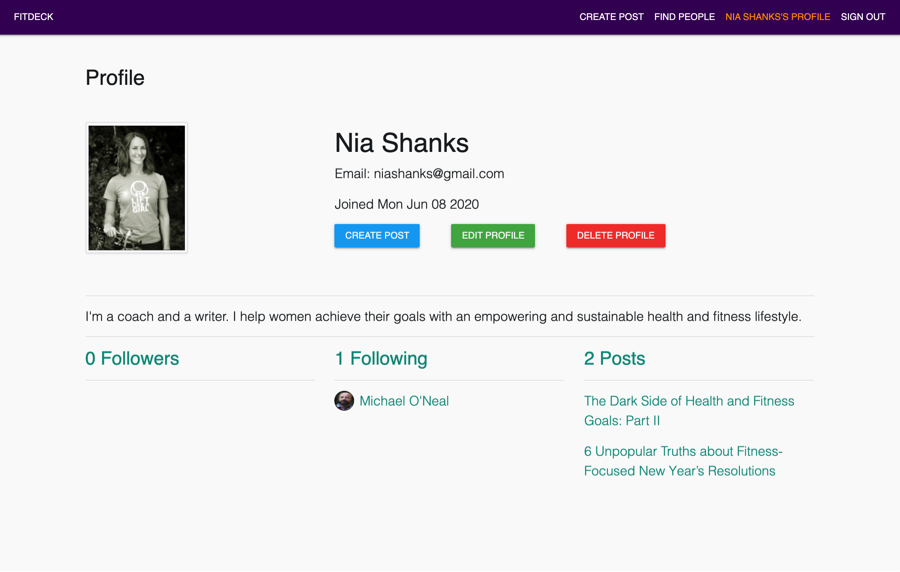 FITDECK
CREATE POST FIND PEOPLE NIA SHANKS'S PROFILE SIGN OUT
Profile
LIFT
GIRL
Nia Shanks
Email: niashanks@gmail.com
Joined Mon Jun 08 2020
CREATE POST EDIT PROFILE DELETE PROFILE
I'm a coach and a writer. I help women achieve their goals with an empowering and sustainable health and fitness lifestyle.
0 Followers
1 Following
Michael O'Neal
2 Posts
The Dark Side of Health and Fitness
Goals: Part II
6 Unpopular Truths about Fitness-
Focused New Year’s Resolutions